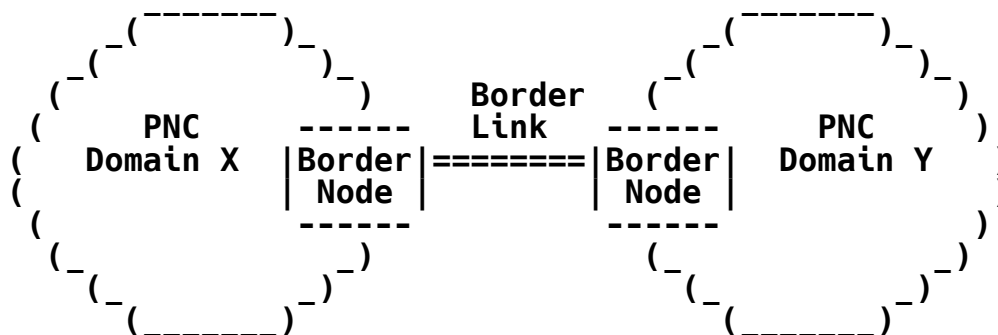 Border
PNC Link PNC
Domain X Border Border Domain Y
Node Node